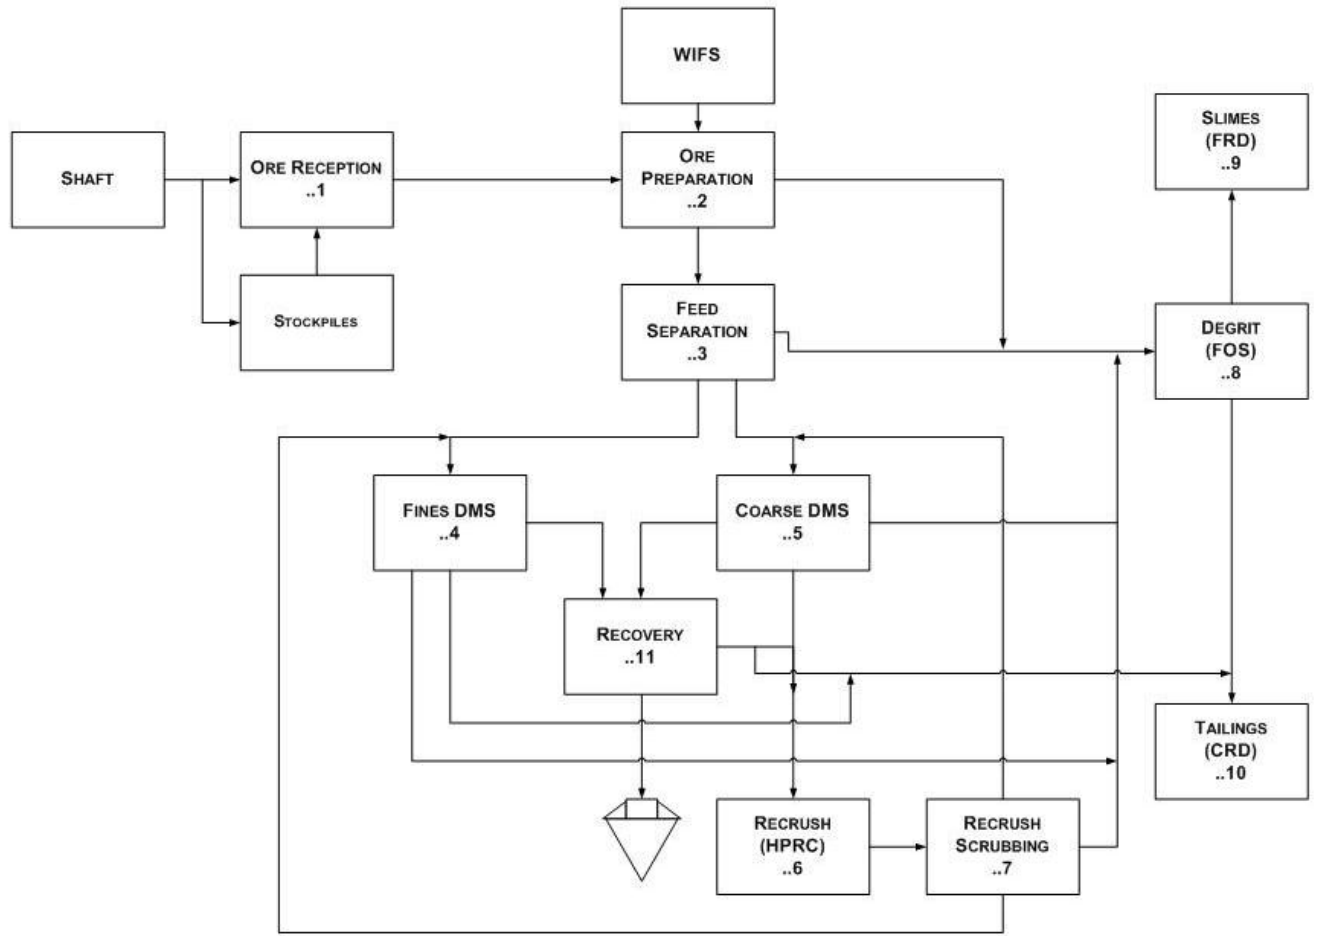 WIFS
SLIMES
(FRD)
..9
SHAFT
ORE RECEPTION
..1
ORE
PREPARATION
..2
STOCKPILES
FEED
SEPARATION
..3
DEGRIT
(FOS)
..8
FINES DMS
..4
COARSE DMS
..5
RECOVERY
..11
TAILINGS
(CRD)
..10
RECRUSH
(HPRC)
..6
RECRUSH
SCRUBBING
..7